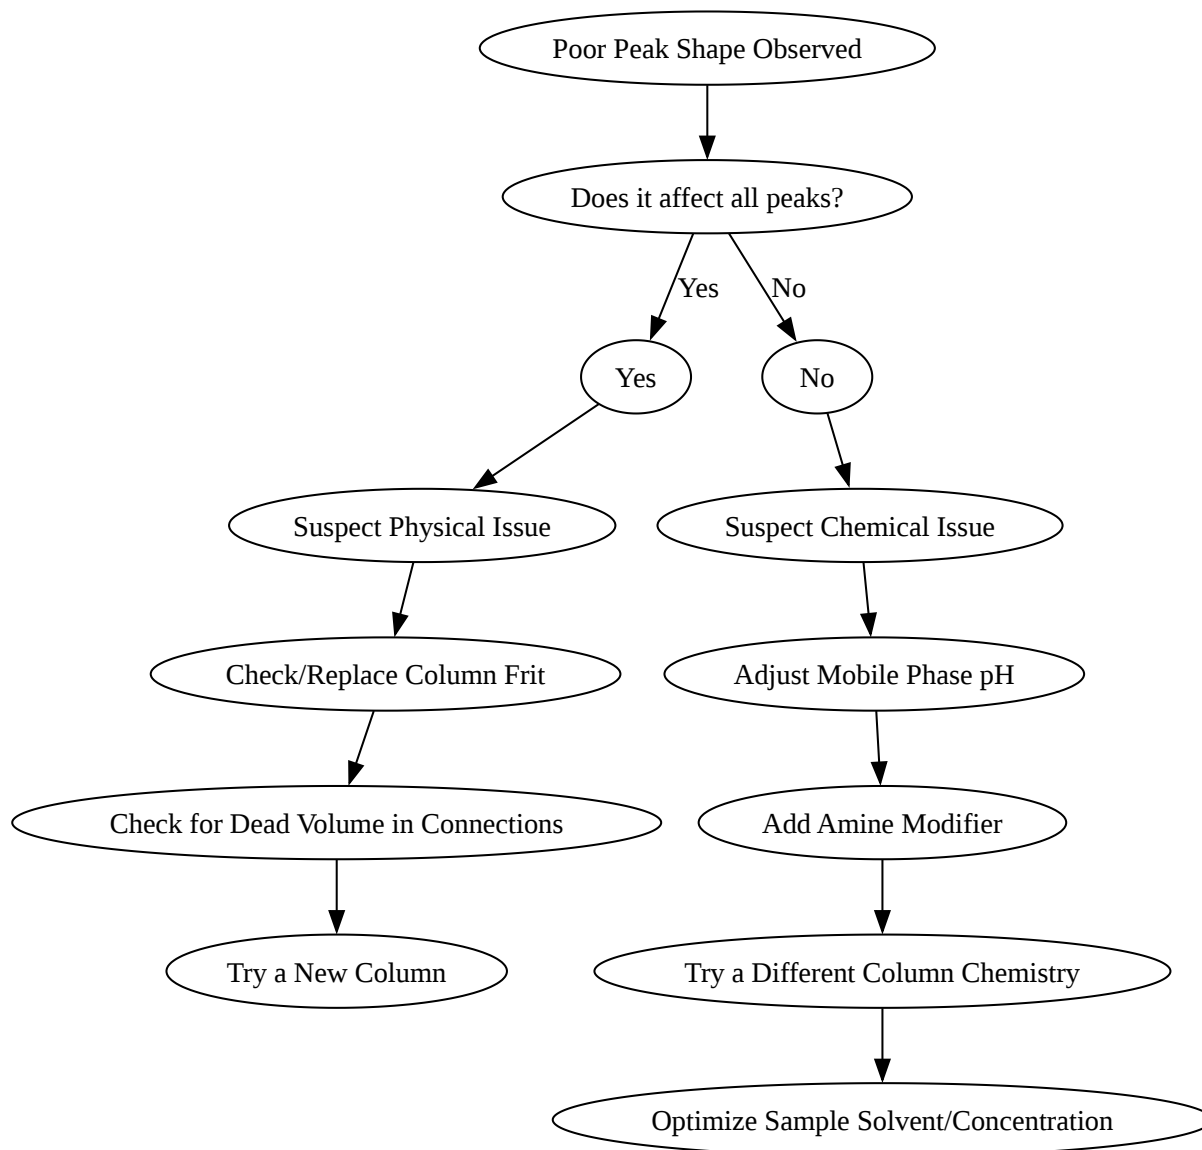 Poor Peak Shape Observed
Does it affect all peaks?
Yes
No
Yes
No
Suspect Physical Issue
Suspect Chemical Issue
Check/Replace Column Frit
Adjust Mobile Phase pH
Check for Dead Volume in Connections
Add Amine Modifier
Try a New Column
Try a Different Column Chemistry
Optimize Sample Solvent/Concentration